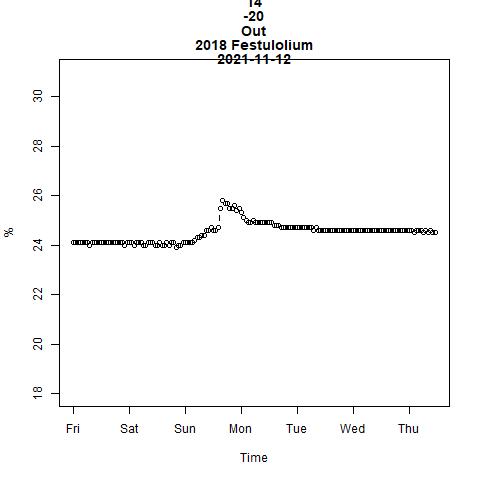 14
-20
Out
2018 Festulolium
2021-11-12
30
28
26
24
22
20
18
%
Fri
Sat
Sun
Mon
Tue
Wed
Thu
Time